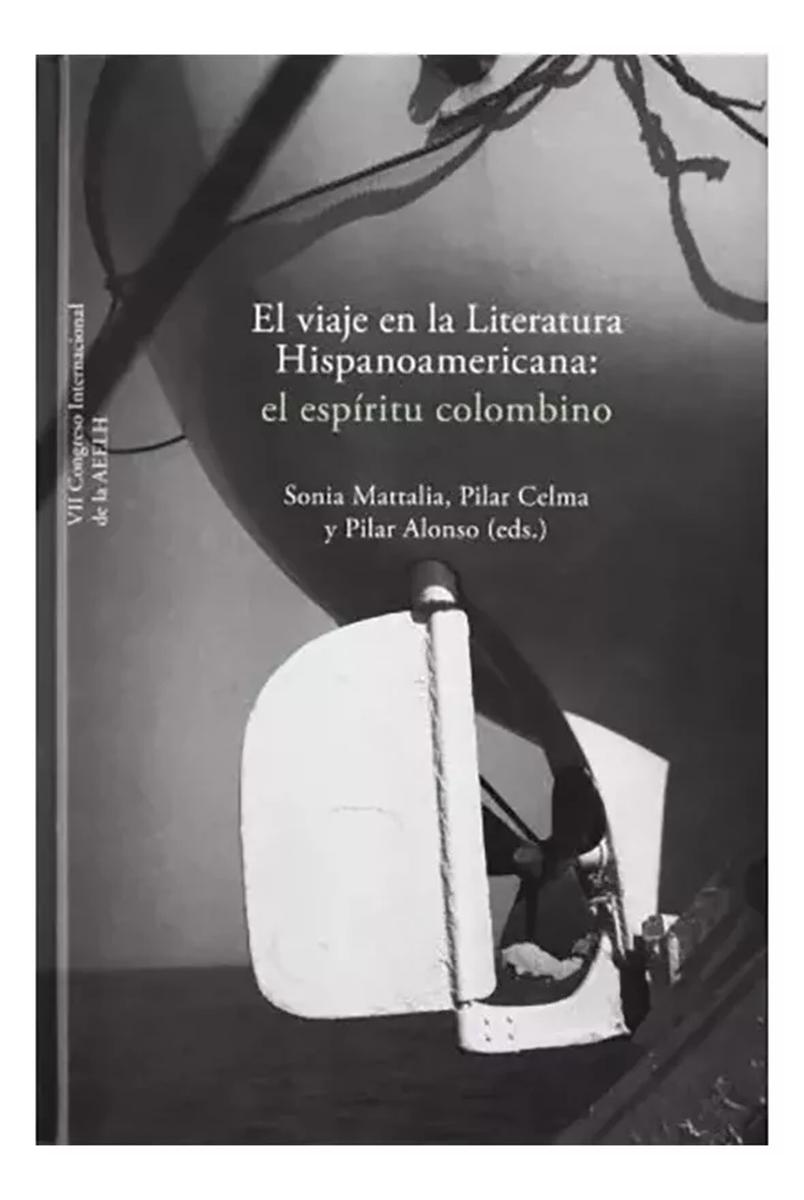 El viaje en la Literatura
Hispanoamericana:
el espíritu colombino
Sonia Mattalia, Pilar Celma
y Pilar Alonso (eds.)
VII Congreso Internacional
de la AEELH